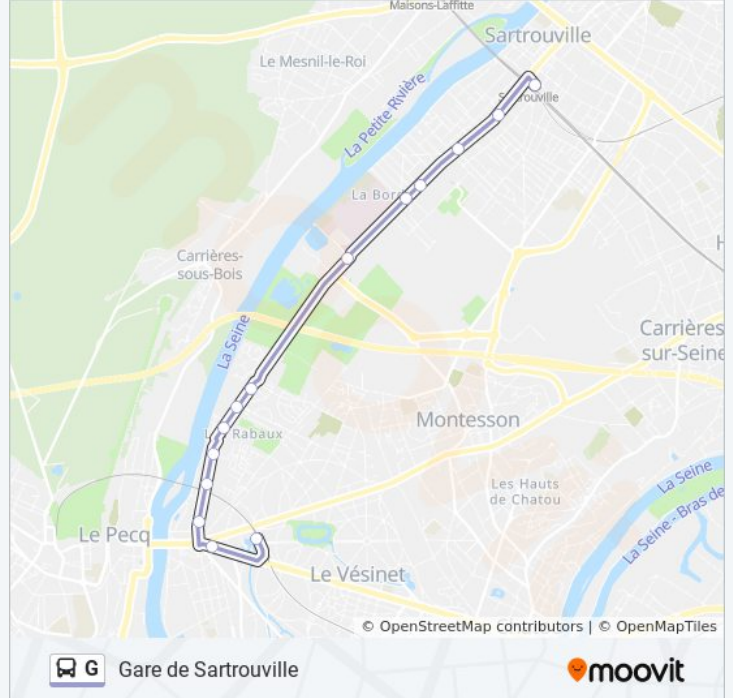 Maisons-Laffitte
Sartrouville
Le Mesnil-le-Roi
La Petite Rivière
Sartrouville
La Bord
Carrières-
sous-Bois
La Seine
Carrières
sur-Seine
Montesson
Les Rabaux
Les Hauts
de Chatou
La Seine
La Seine - Bras de
Le Pecq
Le Vésinet
© OpenStreetMap contributors | © OpenMapTiles
G Gare de Sartrouville
moovit